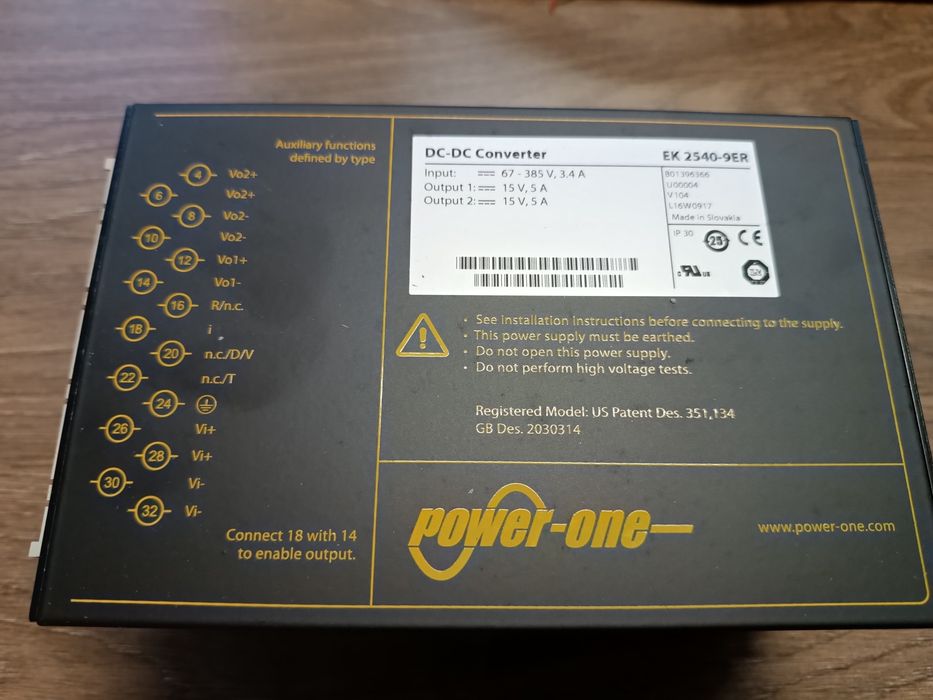 Auxiliary functions
defined by type
4 Vo2+
6 Vo2+
8 Vo2-
10 Vo2-
12 Vo1+
14 Vo1-
16 R/n.c.
18 i
20 n.c./D/V
22 n.c./T
24
26 Vi+
28 Vi+
30 Vi-
32 Vi-
Connect 18 with 14
to enable output.
DC-DC Converter EK 2540-9ER
Input: 67 - 385 V, 3.4 A
Output 1: 15 V, 5 A
Output 2: 15 V, 5 A
B01396366
U00004
V104
L16W0917
Made in Slovakia
IP 30
25
CE
c us
• See installation instructions before connecting to the supply.
• This power supply must be earthed.
• Do not open this power supply.
• Do not perform high voltage tests.
Registered Model: US Patent Des. 351,134
GB Des. 2030314
power-one
www.power-one.com